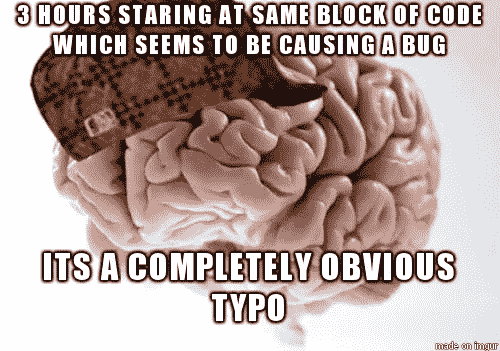 3 HOURS STARING AT SAME BLOCK OF CODE
WHICH SEEMS TO BE CAUSING A BUG
ITS A COMPLETELY OBVIOUS
TYPO
made on imgur